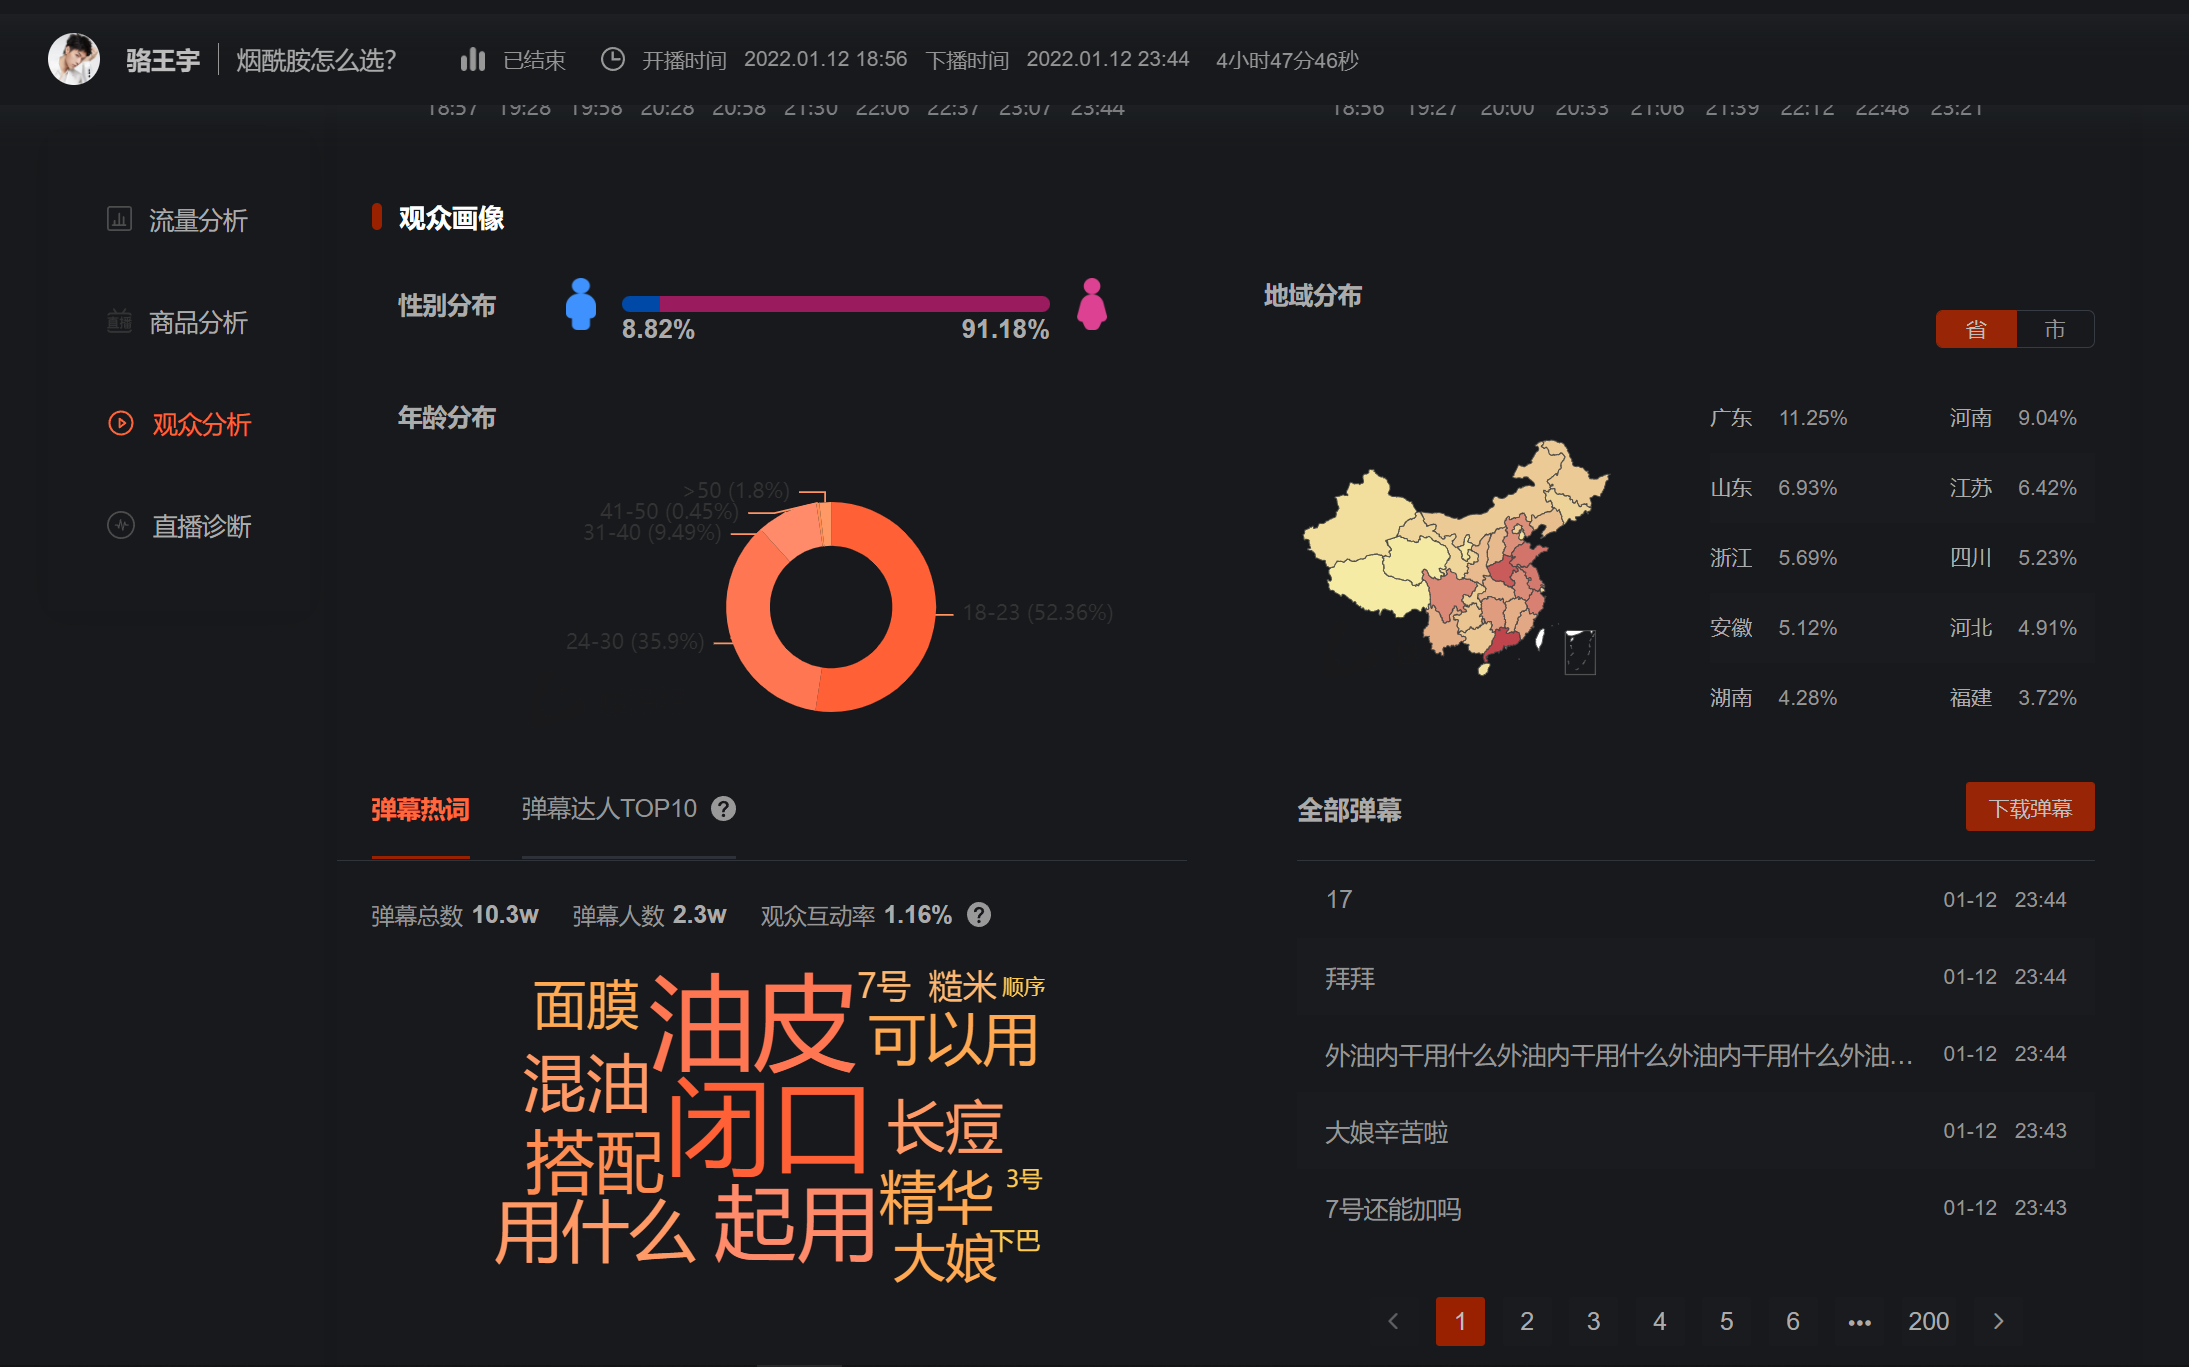 骆王宇 烟酰胺怎么选? 已结束 开播时间 2022.01.12 18:56 下播时间 2022.01.12 23:44 4小时47分46秒
18:57 19:28 19:58 20:28 20:58 21:30 22:06 22:37 23:07 23:44
18:56 19:27 20:00 20:33 21:06 21:39 22:12 22:48 23:21
流量分析
直播 商品分析
观众分析
直播诊断
观众画像
性别分布
8.82% 91.18%
年龄分布
>50 (1.8%)
41-50 (0.45%)
31-40 (9.49%)
18-23 (52.36%)
24-30 (35.9%)
地域分布
省 市
广东 11.25% 河南 9.04%
山东 6.93% 江苏 6.42%
浙江 5.69% 四川 5.23%
安徽 5.12% 河北 4.91%
湖南 4.28% 福建 3.72%
弹幕热词 弹幕达人TOP10 ?
弹幕总数 10.3w 弹幕人数 2.3w 观众互动率 1.16% ?
面膜 油皮 7号 糙米 顺序
可以用
混油 闭口 长痘
搭配 精华 3号
用什么 起用 大娘 下巴
全部弹幕 下载弹幕
17 01-12 23:44
拜拜 01-12 23:44
外油内干用什么外油内干用什么外油内干用什么外油... 01-12 23:44
大娘辛苦啦 01-12 23:43
7号还能加吗 01-12 23:43
< 1 2 3 4 5 6 ••• 200 >